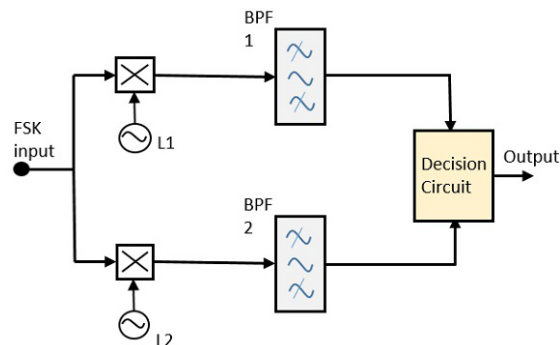 BPF
1
FSK
input
L1
Decision
Circuit
Output
BPF
2
L2